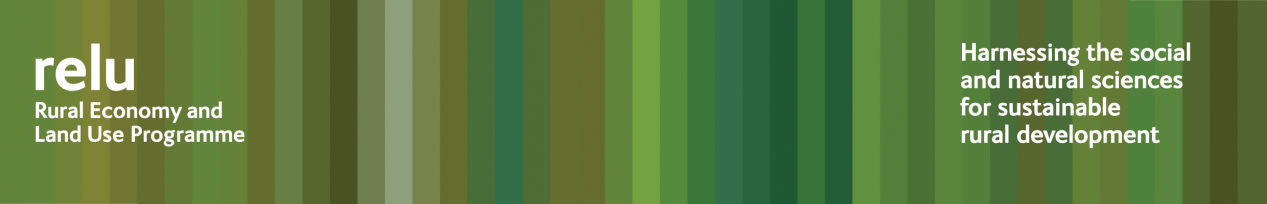 relu
Rural Economy and
Land Use Programme
Harnessing the social
and natural sciences
for sustainable
rural development